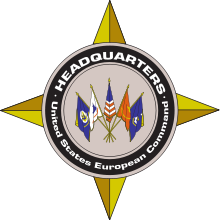 HEADQUARTERS
United States European Command